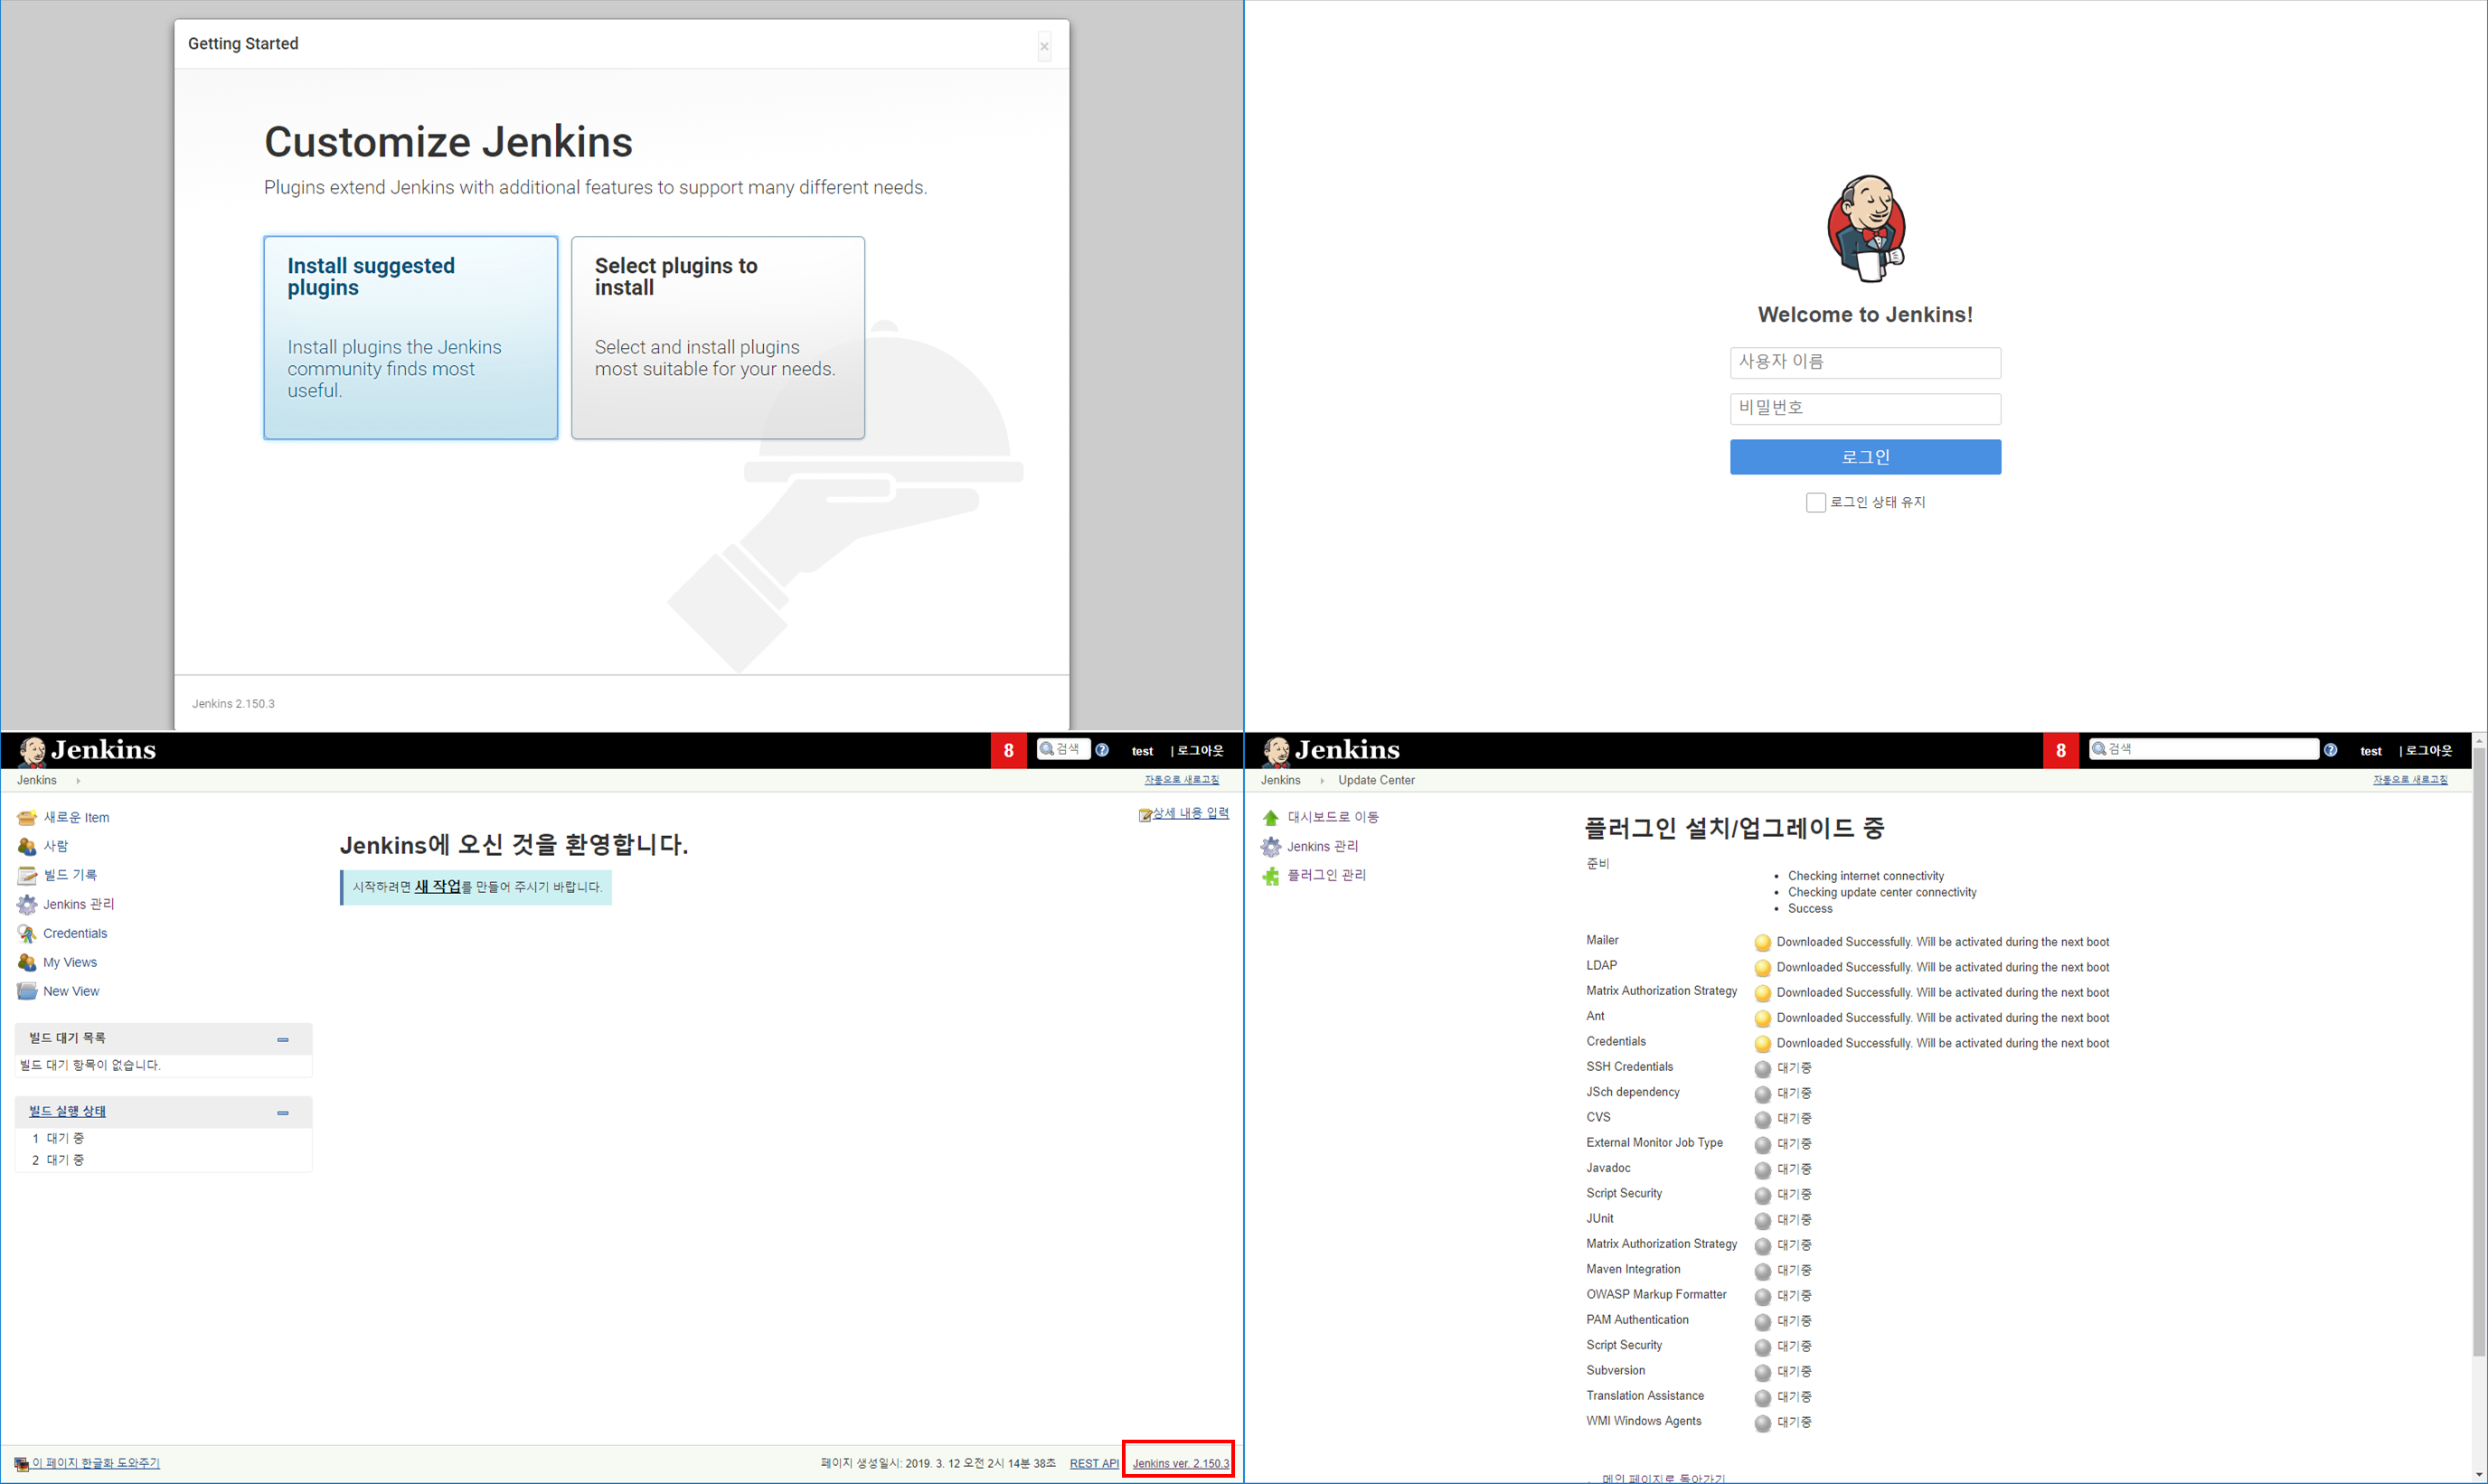 Getting Started
×
Customize Jenkins
Plugins extend Jenkins with additional features to support many different needs.
Install suggested
plugins
Install plugins the Jenkins
community finds most
useful.
Select plugins to
install
Select and install plugins
most suitable for your needs.
Jenkins 2.150.3
Welcome to Jenkins!
사용자 이름
비밀번호
로그인
로그인 상태 유지
Jenkins
8
검색
?
test
| 로그아웃
Jenkins
자동으로 새로고침
상세 내용 입력
새로운 Item
사람
빌드 기록
Jenkins 관리
Credentials
My Views
New View
Jenkins에 오신 것을 환영합니다.
시작하려면 새 작업를 만들어 주시기 바랍니다.
빌드 대기 목록
빌드 대기 항목이 없습니다.
빌드 실행 상태
1 대기 중
2 대기 중
이 페이지 한글화 도와주기
페이지 생성일시: 2019. 3. 12 오전 2시 14분 38초 REST API Jenkins ver. 2.150.3
Jenkins
8
검색
?
test
| 로그아웃
Jenkins Update Center
자동으로 새로고침
대시보드로 이동
Jenkins 관리
플러그인 관리
플러그인 설치/업그레이드 중
준비
• Checking internet connectivity
• Checking update center connectivity
• Success
Mailer Downloaded Successfully. Will be activated during the next boot
LDAP Downloaded Successfully. Will be activated during the next boot
Matrix Authorization Strategy Downloaded Successfully. Will be activated during the next boot
Ant Downloaded Successfully. Will be activated during the next boot
Credentials Downloaded Successfully. Will be activated during the next boot
SSH Credentials 대기중
JSch dependency 대기중
CVS 대기중
External Monitor Job Type 대기중
Javadoc 대기중
Script Security 대기중
JUnit 대기중
Matrix Authorization Strategy 대기중
Maven Integration 대기중
OWASP Markup Formatter 대기중
PAM Authentication 대기중
Script Security 대기중
Subversion 대기중
Translation Assistance 대기중
WMI Windows Agents 대기중
메인 페이지로 돌아가기